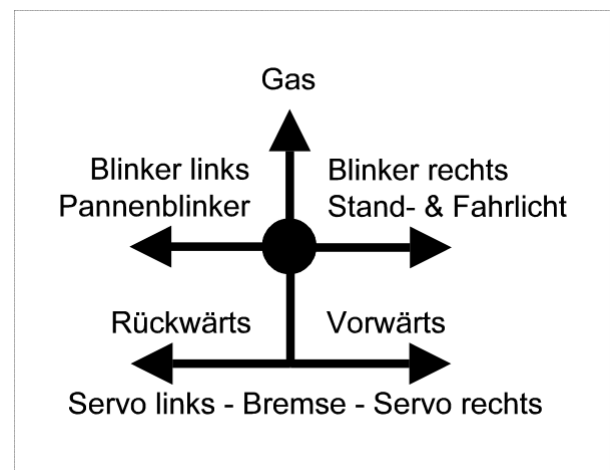 Gas
Blinker links
Pannenblinker
Blinker rechts
Stand- & Fahrlicht
Rückwärts
Vorwärts
Servo links - Bremse - Servo rechts